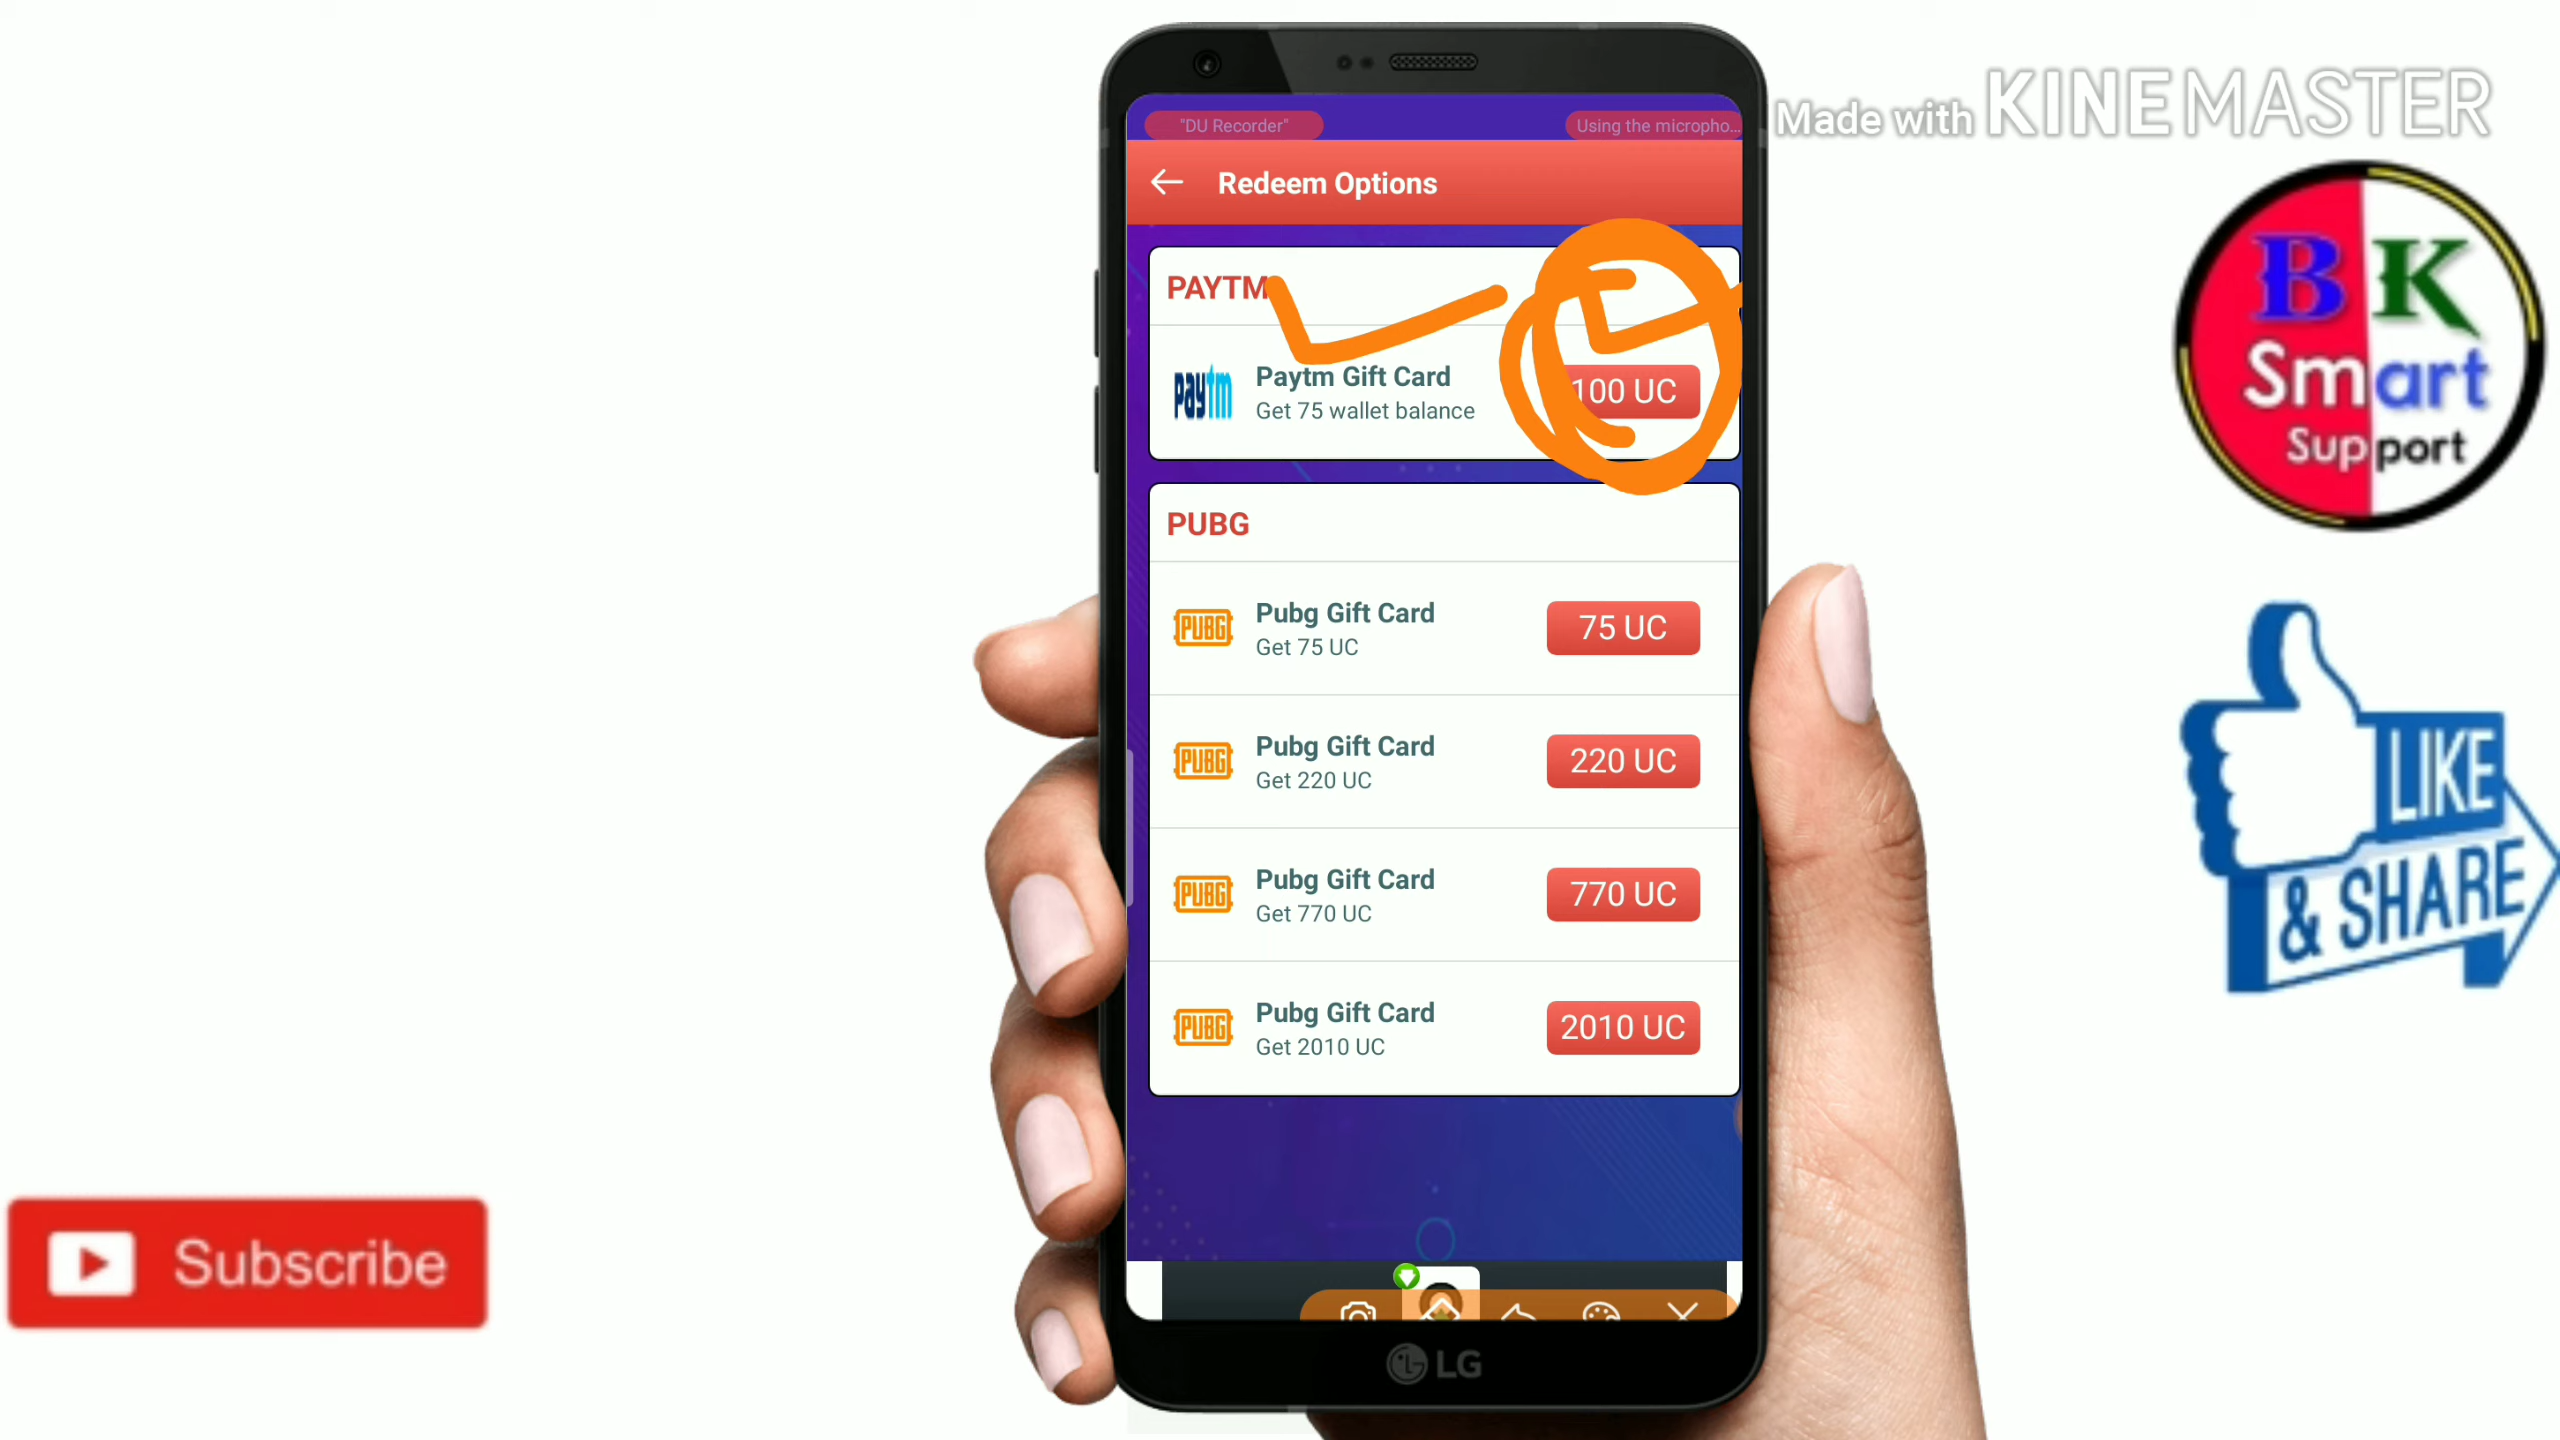 Made with KINEMASTER
"DU Recorder"
Using the micropho...
Redeem Options
PAYTM
paytm
Paytm Gift Card
Get 75 wallet balance
100 UC
PUBG
PUBG
Pubg Gift Card
Get 75 UC
75 UC
PUBG
Pubg Gift Card
Get 220 UC
220 UC
PUBG
Pubg Gift Card
Get 770 UC
770 UC
PUBG
Pubg Gift Card
Get 2010 UC
2010 UC
LG
B K
Smart
Support
LIKE
& SHARE
Subscribe